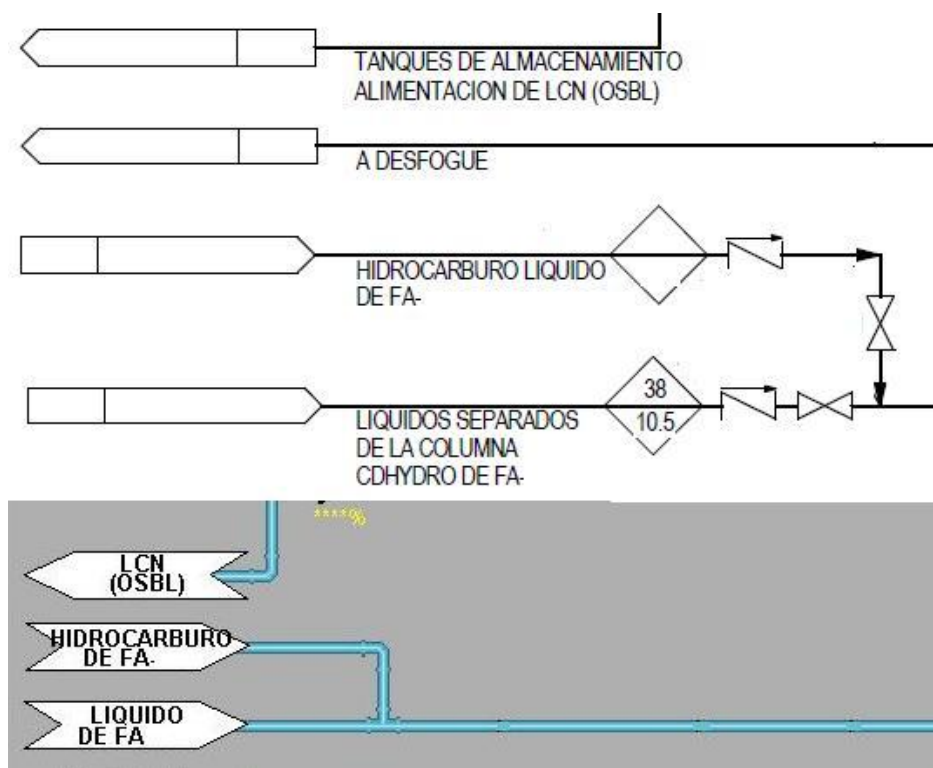 TANQUES DE ALMACENAMIENTO
ALIMENTACION DE LCN (OSBL)
A DESFOGUE
HIDROCARBURO LIQUIDO
DE FA-
38
10.5
LIQUIDOS SEPARADOS
DE LA COLUMNA
CDHYDRO DE FA-
****%
LCN
(OSBL)
HIDROCARBURO
DE FA-
LIQUIDO
DE FA